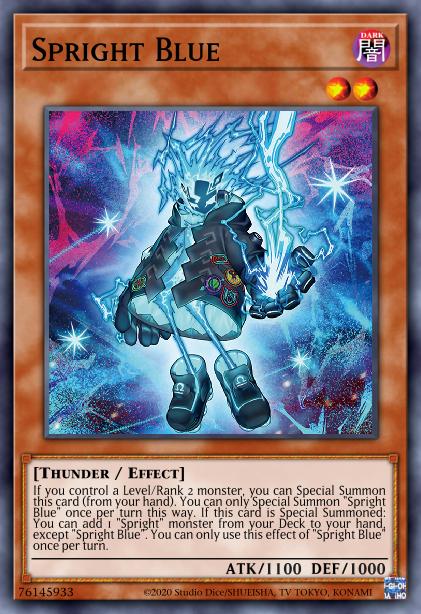 SPRIGHT BLUE
DARK
闇
[THUNDER / EFFECT]
If you control a Level/Rank 2 monster, you can Special Summon
this card (from your hand). You can only Special Summon "Spright
Blue" once per turn this way. If this card is Special Summoned:
You can add 1 "Spright" monster from your Deck to your hand,
except "Spright Blue". You can only use this effect of "Spright Blue"
once per turn.
ATK/1100 DEF/1000
76145933
©2020 Studio Dice/SHUEISHA, TV TOKYO, KONAMI